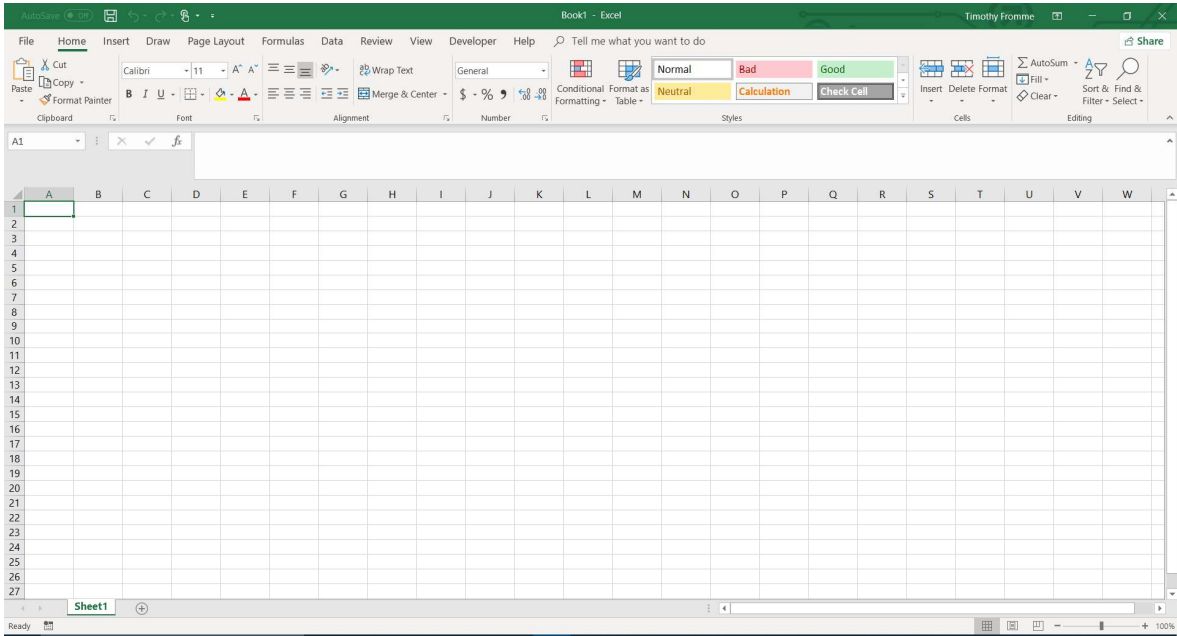 AutoSave Off Book1 - Excel Timothy Fromme
File Home Insert Draw Page Layout Formulas Data Review View Developer Help Tell me what you want to do Share
Paste
Cut
Copy
Format Painter
Clipboard
Calibri 11 A A
B I U A
Font
ab Wrap Text
Merge & Center
Alignment
General
$ % 9 .00 .00
Number
Conditional Formatting
Format as Table
Normal Bad Good
Neutral Calculation Check Cell
Styles
Insert Delete Format
Cells
AutoSum
Fill
Clear
Sort & Filter
Find & Select
Editing
A1 fx
A B C D E F G H I J K L M N O P Q R S T U V W
1
2
3
4
5
6
7
8
9
10
11
12
13
14
15
16
17
18
19
20
21
22
23
24
25
26
27
Sheet1
Ready 100%